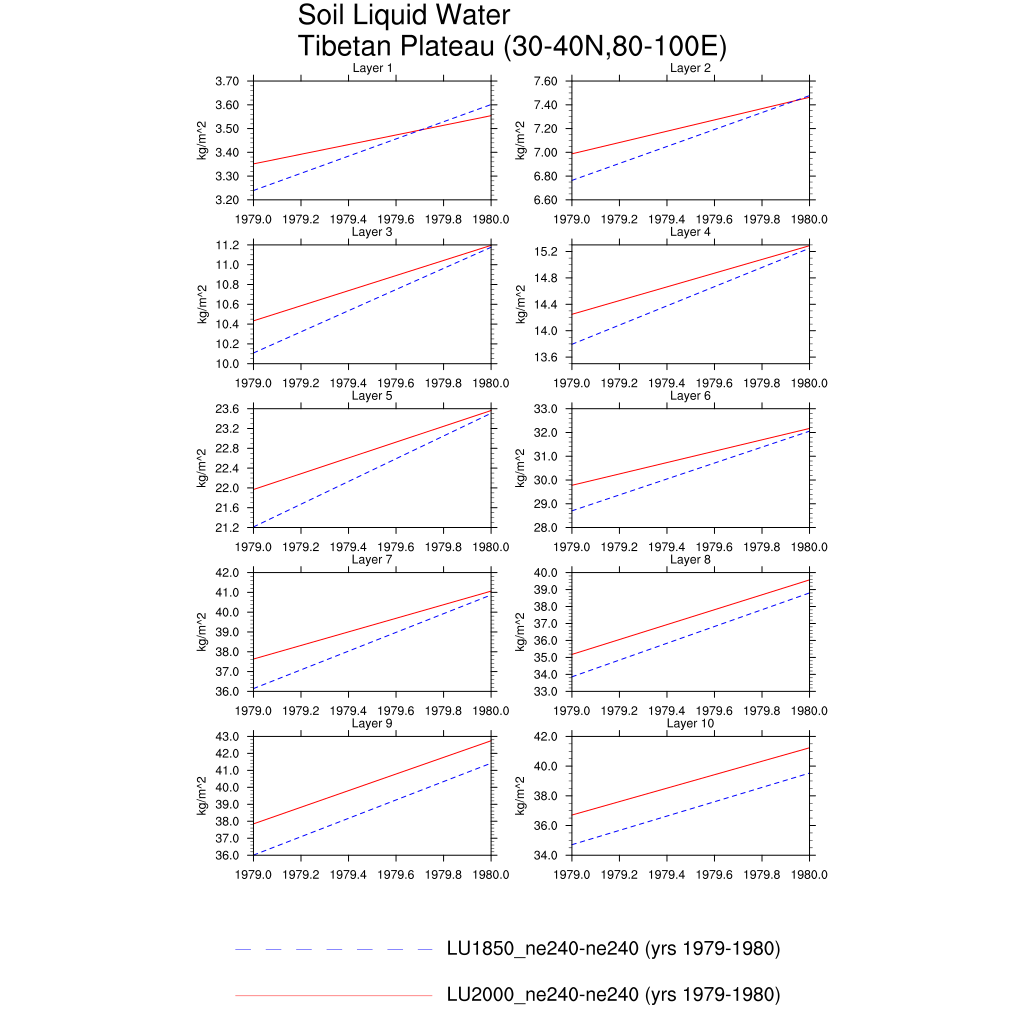 Soil Liquid Water
Tibetan Plateau (30-40N,80-100E)
Layer 1
3.70
3.60
3.50
3.40
3.30
3.20
kg/m^2
1979.0 1979.2 1979.4 1979.6 1979.8 1980.0
Layer 2
7.60
7.40
7.20
7.00
6.80
6.60
kg/m^2
1979.0 1979.2 1979.4 1979.6 1979.8 1980.0
Layer 3
11.2
11.0
10.8
10.6
10.4
10.2
10.0
kg/m^2
1979.0 1979.2 1979.4 1979.6 1979.8 1980.0
Layer 4
15.2
14.8
14.4
14.0
13.6
kg/m^2
1979.0 1979.2 1979.4 1979.6 1979.8 1980.0
Layer 5
23.6
23.2
22.8
22.4
22.0
21.6
21.2
kg/m^2
1979.0 1979.2 1979.4 1979.6 1979.8 1980.0
Layer 6
33.0
32.0
31.0
30.0
29.0
28.0
kg/m^2
1979.0 1979.2 1979.4 1979.6 1979.8 1980.0
Layer 7
42.0
41.0
40.0
39.0
38.0
37.0
36.0
kg/m^2
1979.0 1979.2 1979.4 1979.6 1979.8 1980.0
Layer 8
40.0
39.0
38.0
37.0
36.0
35.0
34.0
33.0
kg/m^2
1979.0 1979.2 1979.4 1979.6 1979.8 1980.0
Layer 9
43.0
42.0
41.0
40.0
39.0
38.0
37.0
36.0
kg/m^2
1979.0 1979.2 1979.4 1979.6 1979.8 1980.0
Layer 10
42.0
40.0
38.0
36.0
34.0
kg/m^2
1979.0 1979.2 1979.4 1979.6 1979.8 1980.0
LU1850_ne240-ne240 (yrs 1979-1980)
LU2000_ne240-ne240 (yrs 1979-1980)